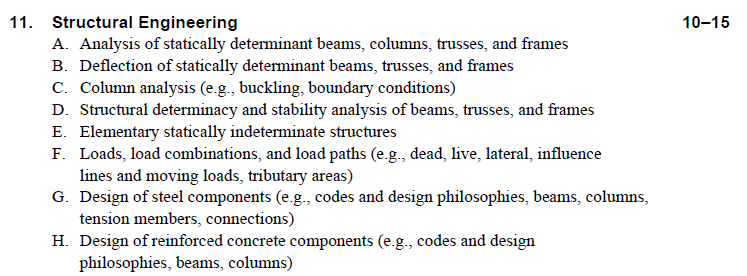 11. Structural Engineering 10–15
A. Analysis of statically determinant beams, columns, trusses, and frames
B. Deflection of statically determinant beams, trusses, and frames
C. Column analysis (e.g., buckling, boundary conditions)
D. Structural determinacy and stability analysis of beams, trusses, and frames
E. Elementary statically indeterminate structures
F. Loads, load combinations, and load paths (e.g., dead, live, lateral, influence
lines and moving loads, tributary areas)
G. Design of steel components (e.g., codes and design philosophies, beams, columns,
tension members, connections)
H. Design of reinforced concrete components (e.g., codes and design
philosophies, beams, columns)